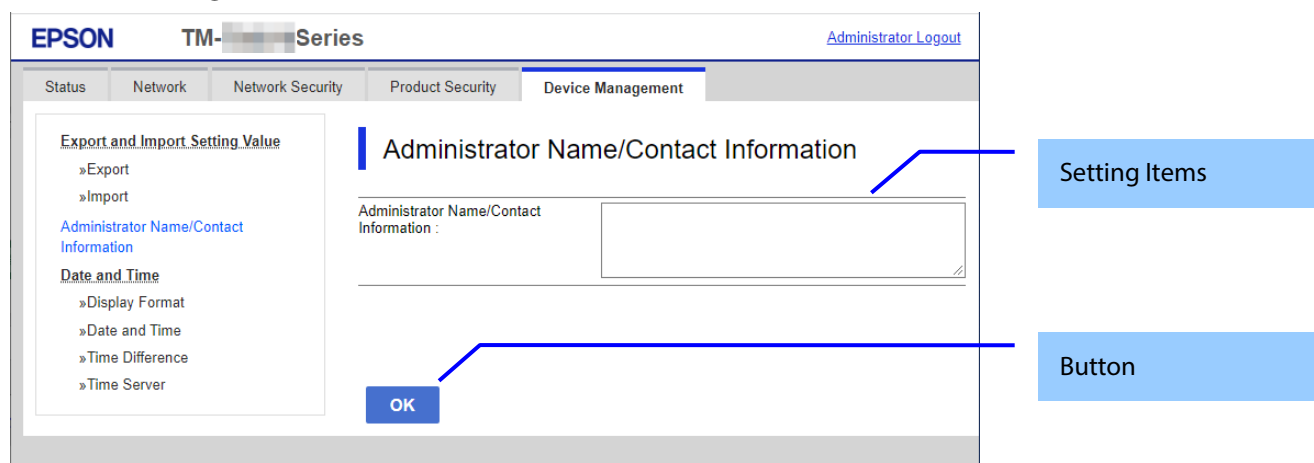 EPSON TM- Series Administrator Logout
Status Network Network Security Product Security Device Management
Export and Import Setting Value
»Export
»Import
Administrator Name/Contact
Information
Date and Time
»Display Format
»Date and Time
»Time Difference
»Time Server
Administrator Name/Contact Information
Administrator Name/Contact
Information :
OK
Setting Items
Button